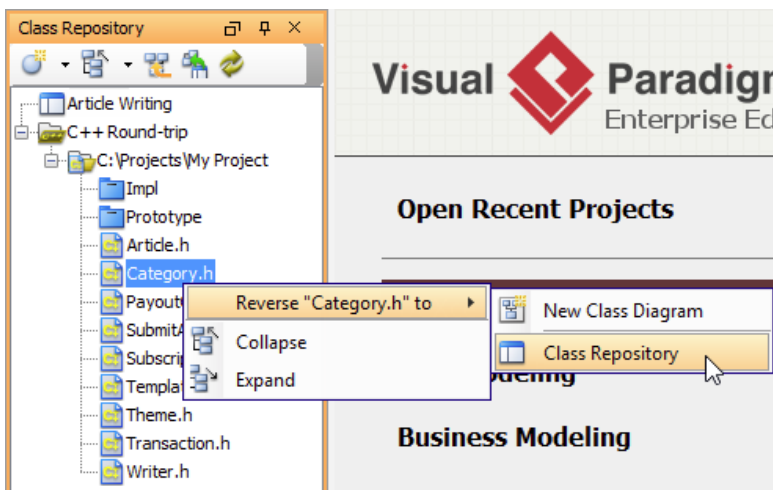 Class Repository
Article Writing
C++ Round-trip
C:\Projects\My Project
Impl
Prototype
Article.h
Category.h
Theme.h
Transaction.h
Writer.h
Reverse "Category.h" to
Collapse
Expand
New Class Diagram
Class Repository
Visual
Enterprise
Open Recent Projects
Business Modeling